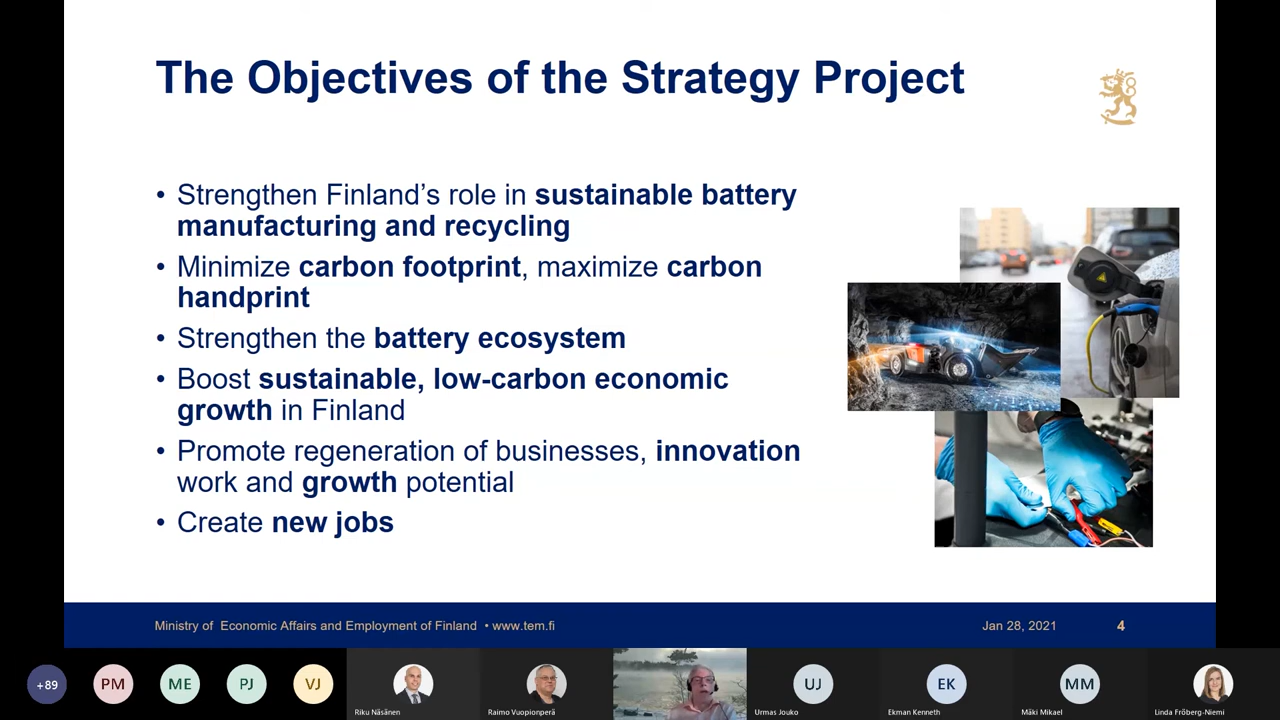 The Objectives of the Strategy Project
• Strengthen Finland’s role in sustainable battery
manufacturing and recycling
• Minimize carbon footprint, maximize carbon
handprint
• Strengthen the battery ecosystem
• Boost sustainable, low-carbon economic
growth in Finland
• Promote regeneration of businesses, innovation
work and growth potential
• Create new jobs
Ministry of Economic Affairs and Employment of Finland • www.tem.fi
Jan 28, 2021
4
+89
PM
ME
PJ
VJ
UJ
EK
MM
Riku Näsänen
Raimo Vuopionperä
Urmas Jouko
Ekman Kenneth
Mäki Mikael
Linda Fröberg-Niemi